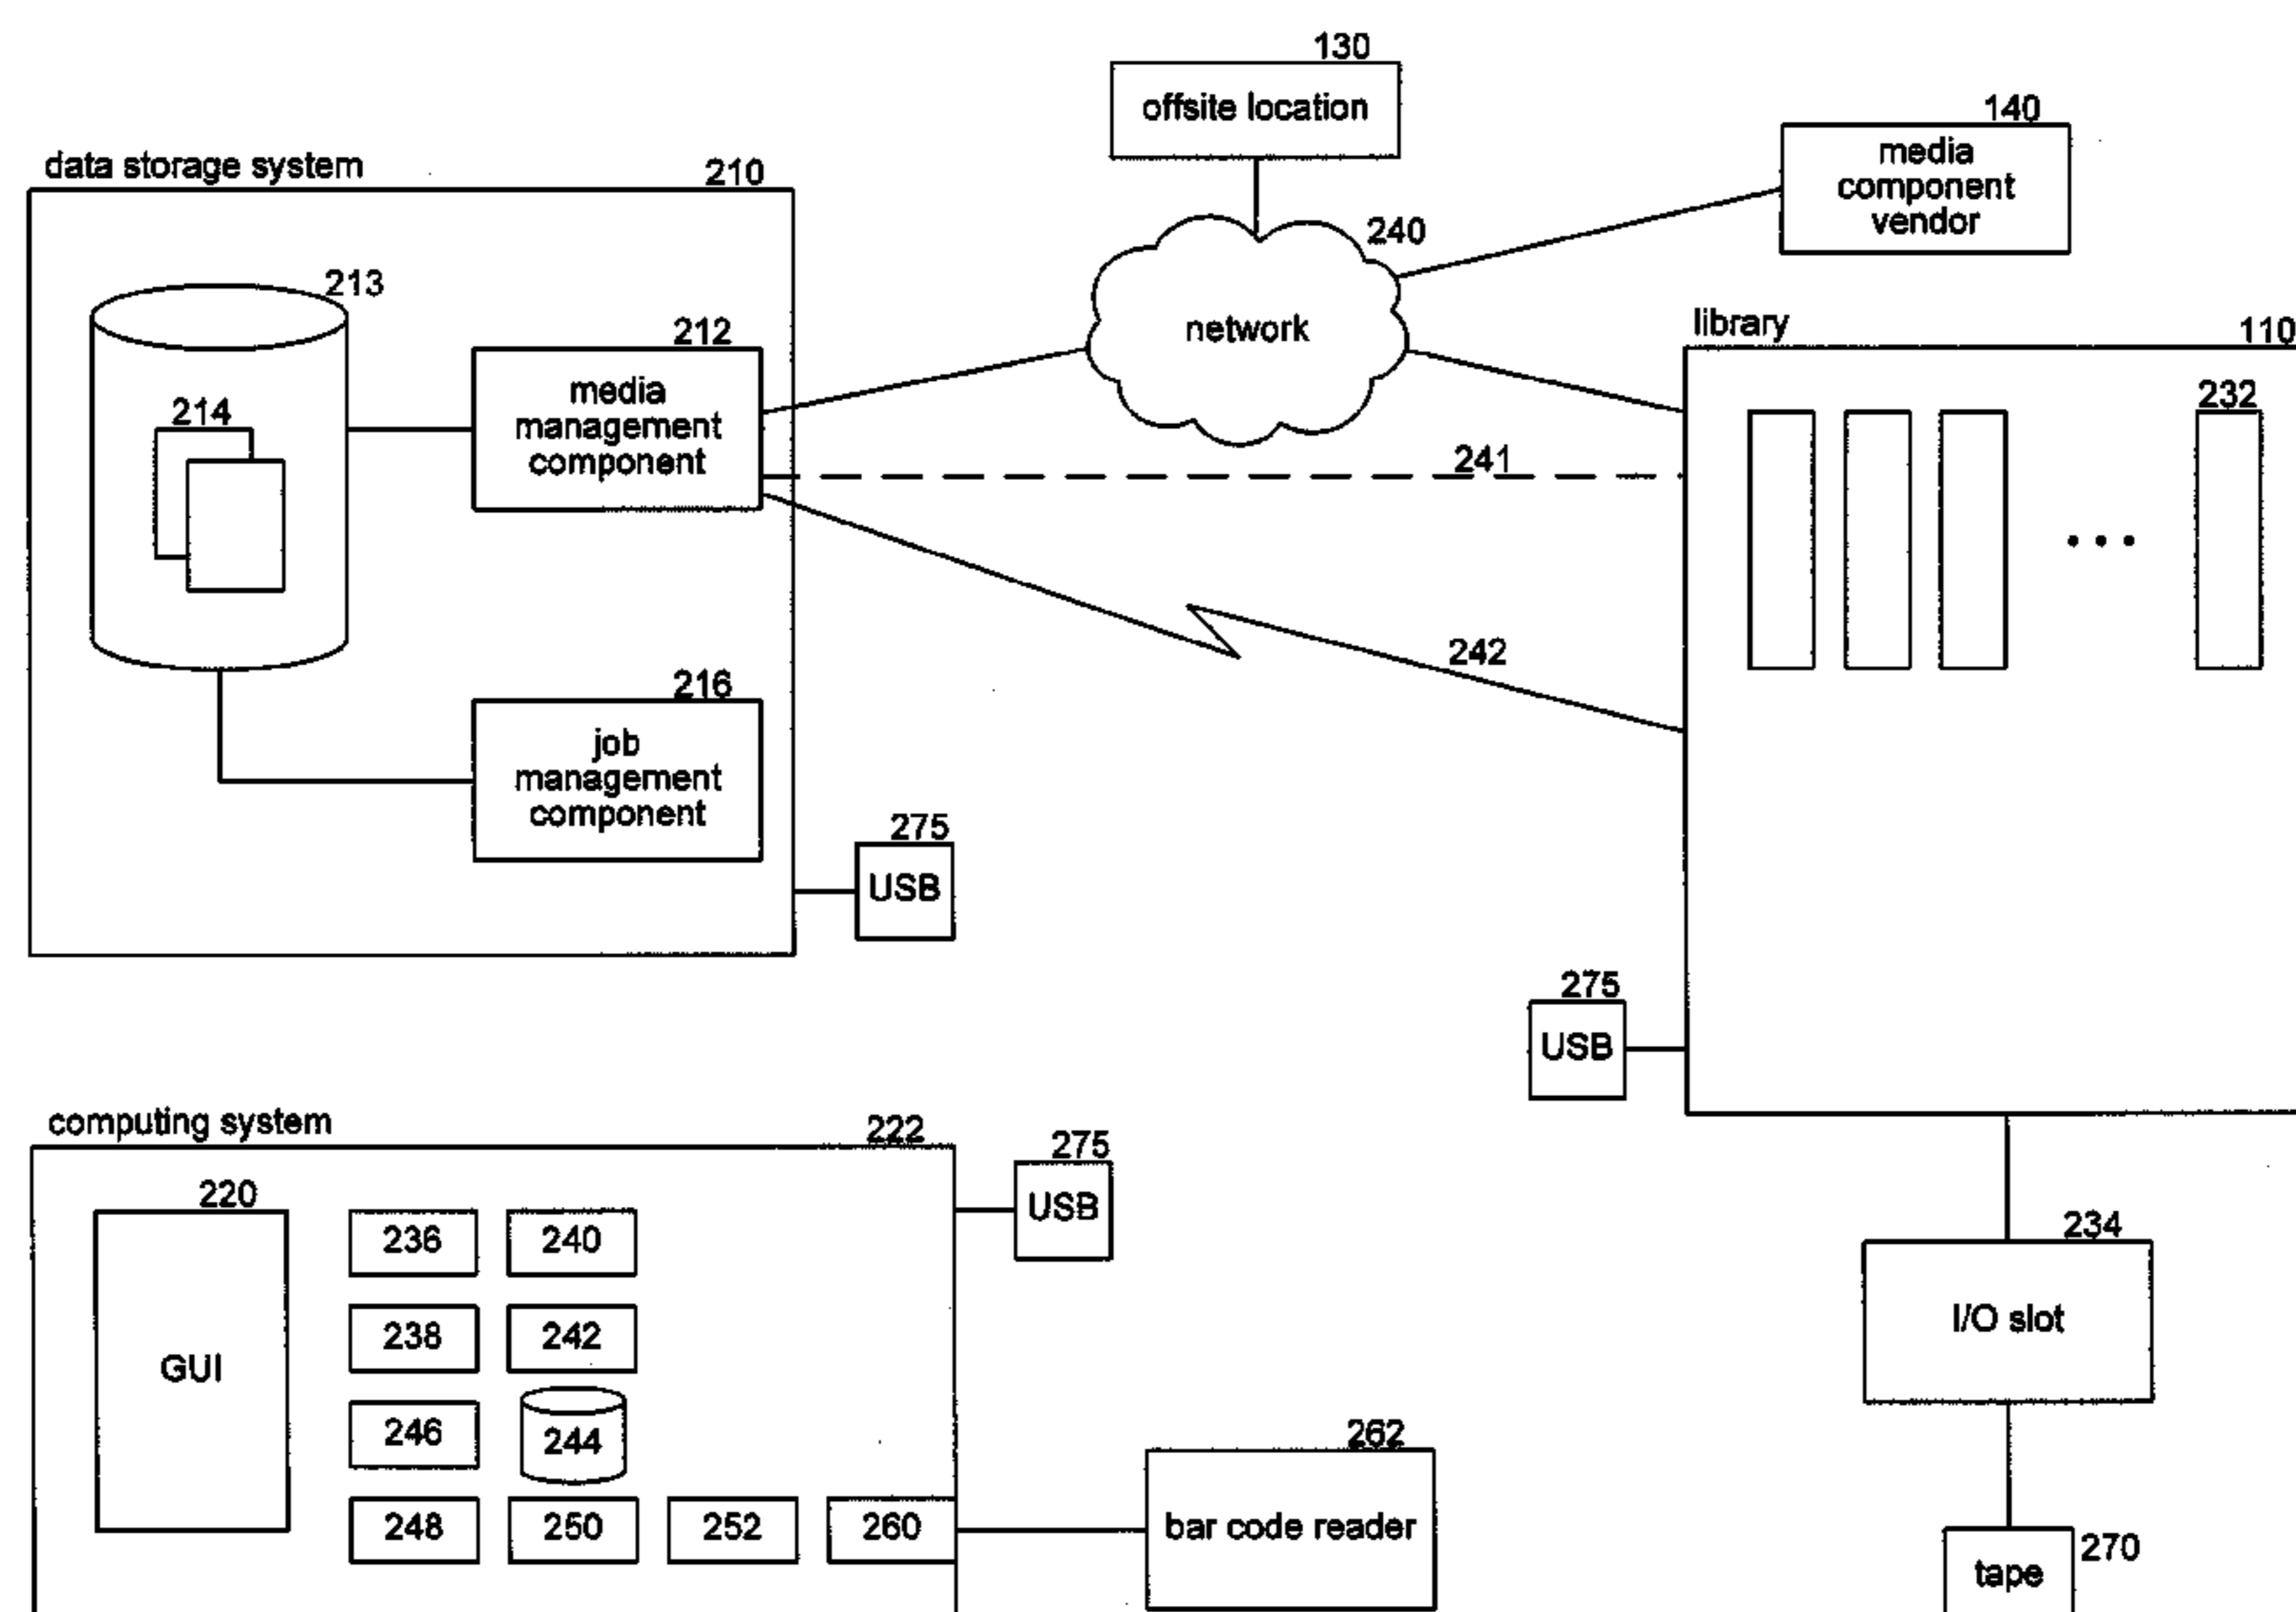 130
offsite location
140
media
component
vendor
data storage system
210
240
network
213
212
media
management
component
214
library
110
232
241
242
216
job
management
component
275
USB
275
USB
computing system
222
275
USB
220
GUI
236
240
238
242
246
244
248
250
252
260
262
bar code reader
234
I/O slot
270
tape